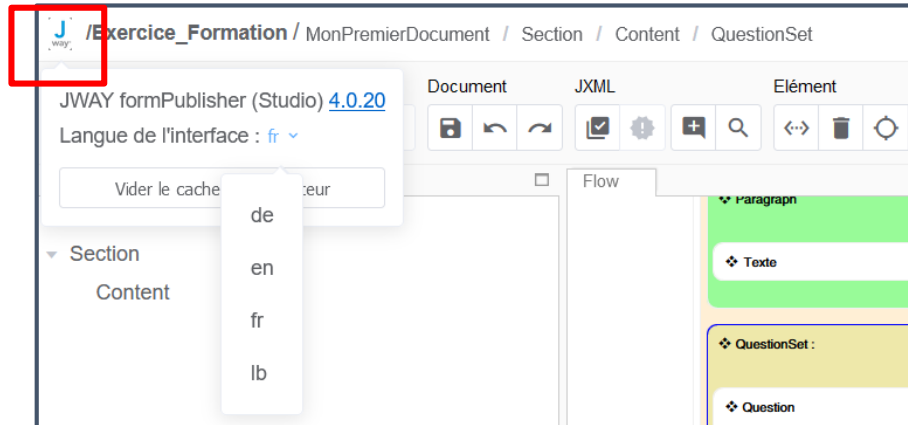 J
way
/Exercice_Formation / MonPremierDocument / Section / Content / QuestionSet
JWAY formPublisher (Studio) 4.0.20
Langue de l'interface : fr
Vider le cache
teur
de
en
fr
lb
Document
JXML
Elément
Flow
Section
Content
Paragraph
Texte
QuestionSet :
Question